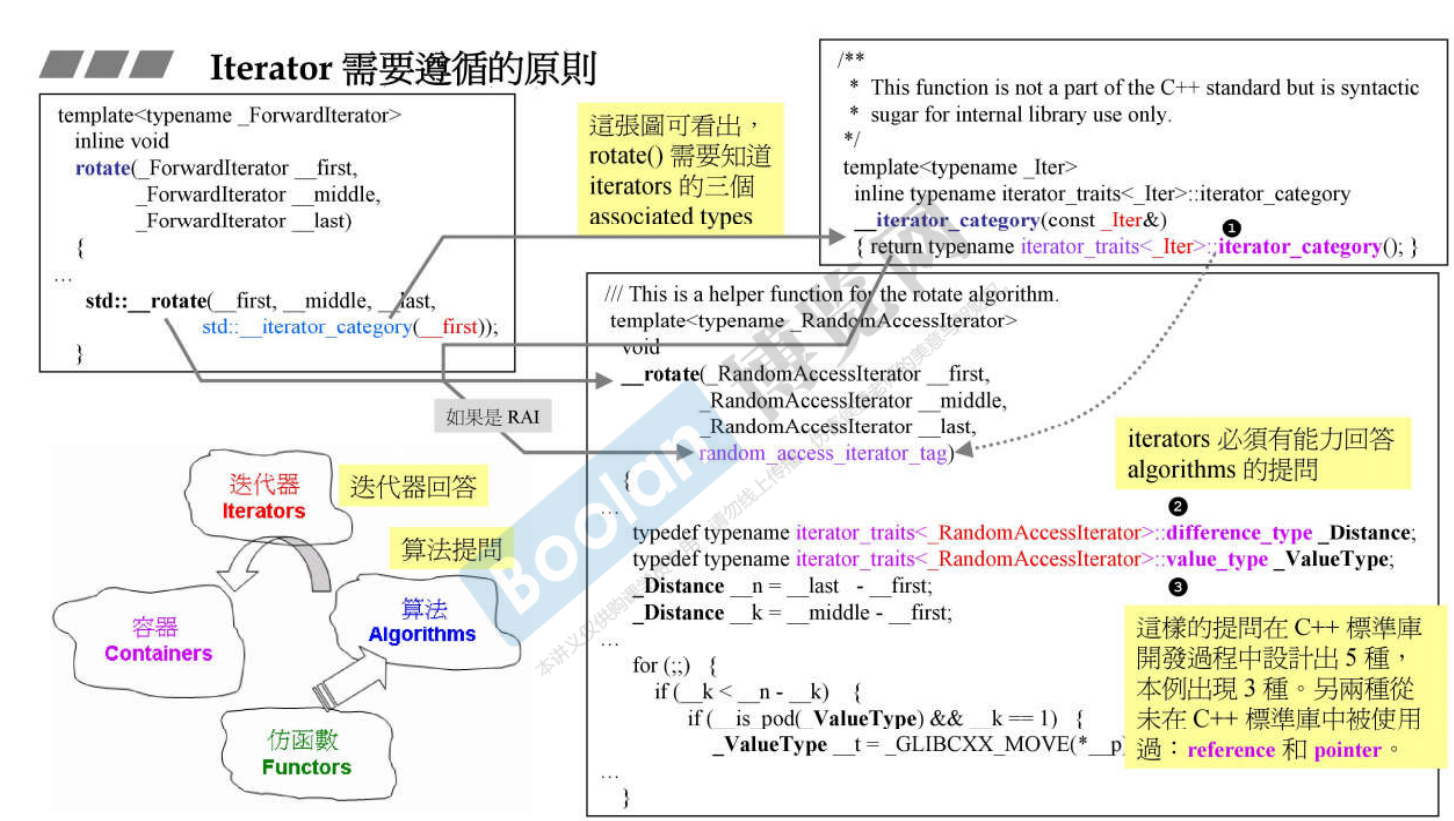 Iterator 需要遵循的原則
template<typename _ForwardIterator>
inline void
rotate(_ForwardIterator __first,
_ForwardIterator __middle,
_ForwardIterator __last)
{
…
std::__rotate(__first, __middle, __last,
std::__iterator_category(__first));
}
這張圖可看出，
rotate() 需要知道
iterators 的三個
associated types
/**
* This function is not a part of the C++ standard but is syntactic
* sugar for internal library use only.
*/
template<typename _Iter>
inline typename iterator_traits<_Iter>::iterator_category
__iterator_category(const _Iter&)
❶
{ return typename iterator_traits<_Iter>::iterator_category(); }
/// This is a helper function for the rotate algorithm.
template<typename _RandomAccessIterator>
void
__rotate(_RandomAccessIterator __first,
_RandomAccessIterator __middle,
_RandomAccessIterator __last,
random_access_iterator_tag)
{
…
❷
typedef typename iterator_traits<_RandomAccessIterator>::difference_type _Distance;
typedef typename iterator_traits<_RandomAccessIterator>::value_type _ValueType;
❸
_Distance __n = __last - __first;
_Distance __k = __middle - __first;
…
for (;;) {
if (__k < __n - __k) {
if (__is_pod(_ValueType) && __k == 1) {
_ValueType __t = _GLIBCXX_MOVE(*__p)
…
}
如果是 RAI
iterators 必須有能力回答
algorithms 的提問
這樣的提問在 C++ 標準庫
開發過程中設計出 5 種，
本例出現 3 種。另兩種從
未在 C++ 標準庫中被使用
過：reference 和 pointer。
迭代器
Iterators
迭代器回答
算法提問
算法
Algorithms
容器
Containers
仿函數
Functors
Boolan 博览网